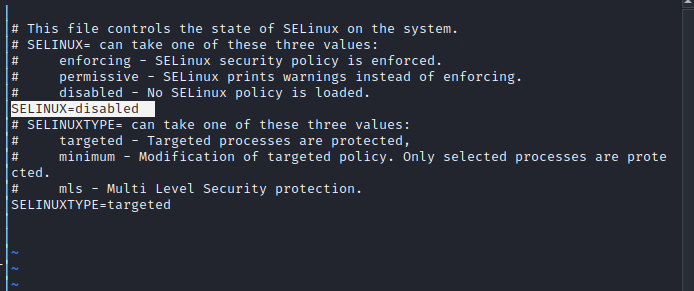 # This file controls the state of SELinux on the system.
# SELINUX= can take one of these three values:
#     enforcing - SELinux security policy is enforced.
#     permissive - SELinux prints warnings instead of enforcing.
#     disabled - No SELinux policy is loaded.
SELINUX=disabled
# SELINUXTYPE= can take one of these three values:
#     targeted - Targeted processes are protected,
#     minimum - Modification of targeted policy. Only selected processes are prote
cted.
#     mls - Multi Level Security protection.
SELINUXTYPE=targeted
~
~
~